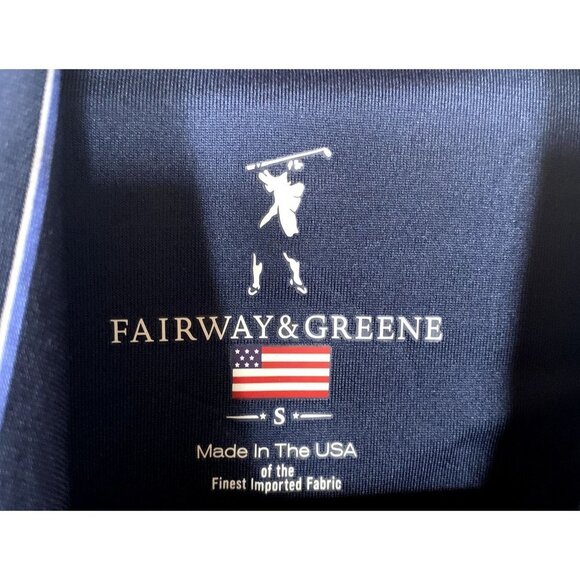 FAIRWAY & GREENE
S
Made In The USA
of the
Finest Imported Fabric